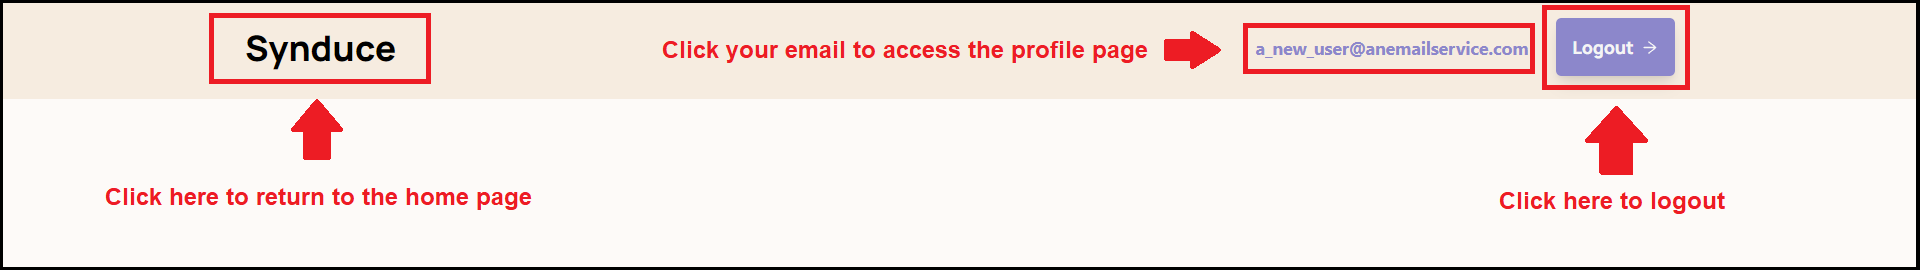 Synduce
Click your email to access the profile page
a_new_user@anemailservice.com
Logout →
Click here to return to the home page
Click here to logout